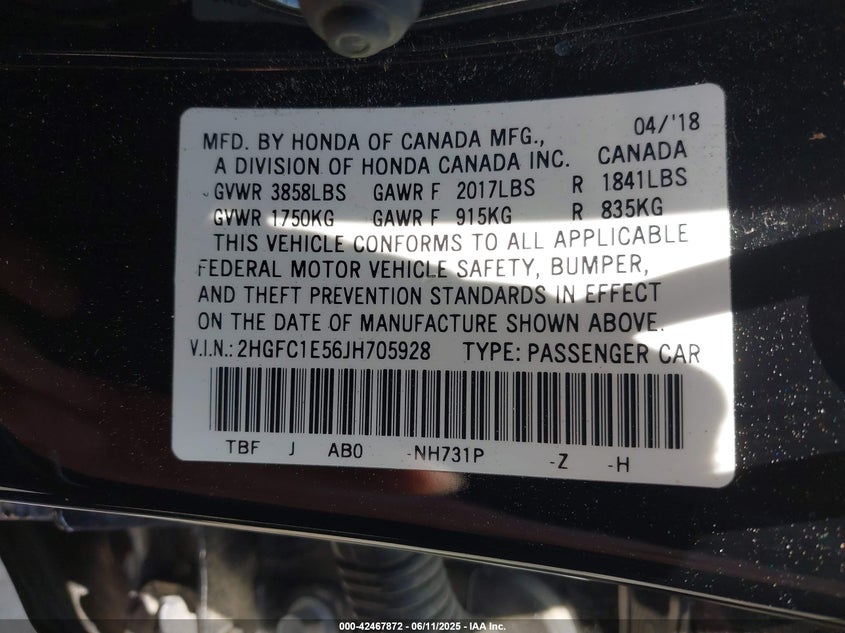 MFD. BY HONDA OF CANADA MFG., 04/'18
A DIVISION OF HONDA CANADA INC. CANADA
GVWR 3858LBS GAWR F 2017LBS R 1841LBS
GVWR 1750KG GAWR F 915KG R 835KG
THIS VEHICLE CONFORMS TO ALL APPLICABLE
FEDERAL MOTOR VEHICLE SAFETY, BUMPER,
AND THEFT PREVENTION STANDARDS IN EFFECT
ON THE DATE OF MANUFACTURE SHOWN ABOVE.
V.I.N.: 2HGFC1E56JH705928 TYPE: PASSENGER CAR
TBF J AB0 -NH731P -Z -H
000-42467872 - 06/11/2025 - IAA Inc.